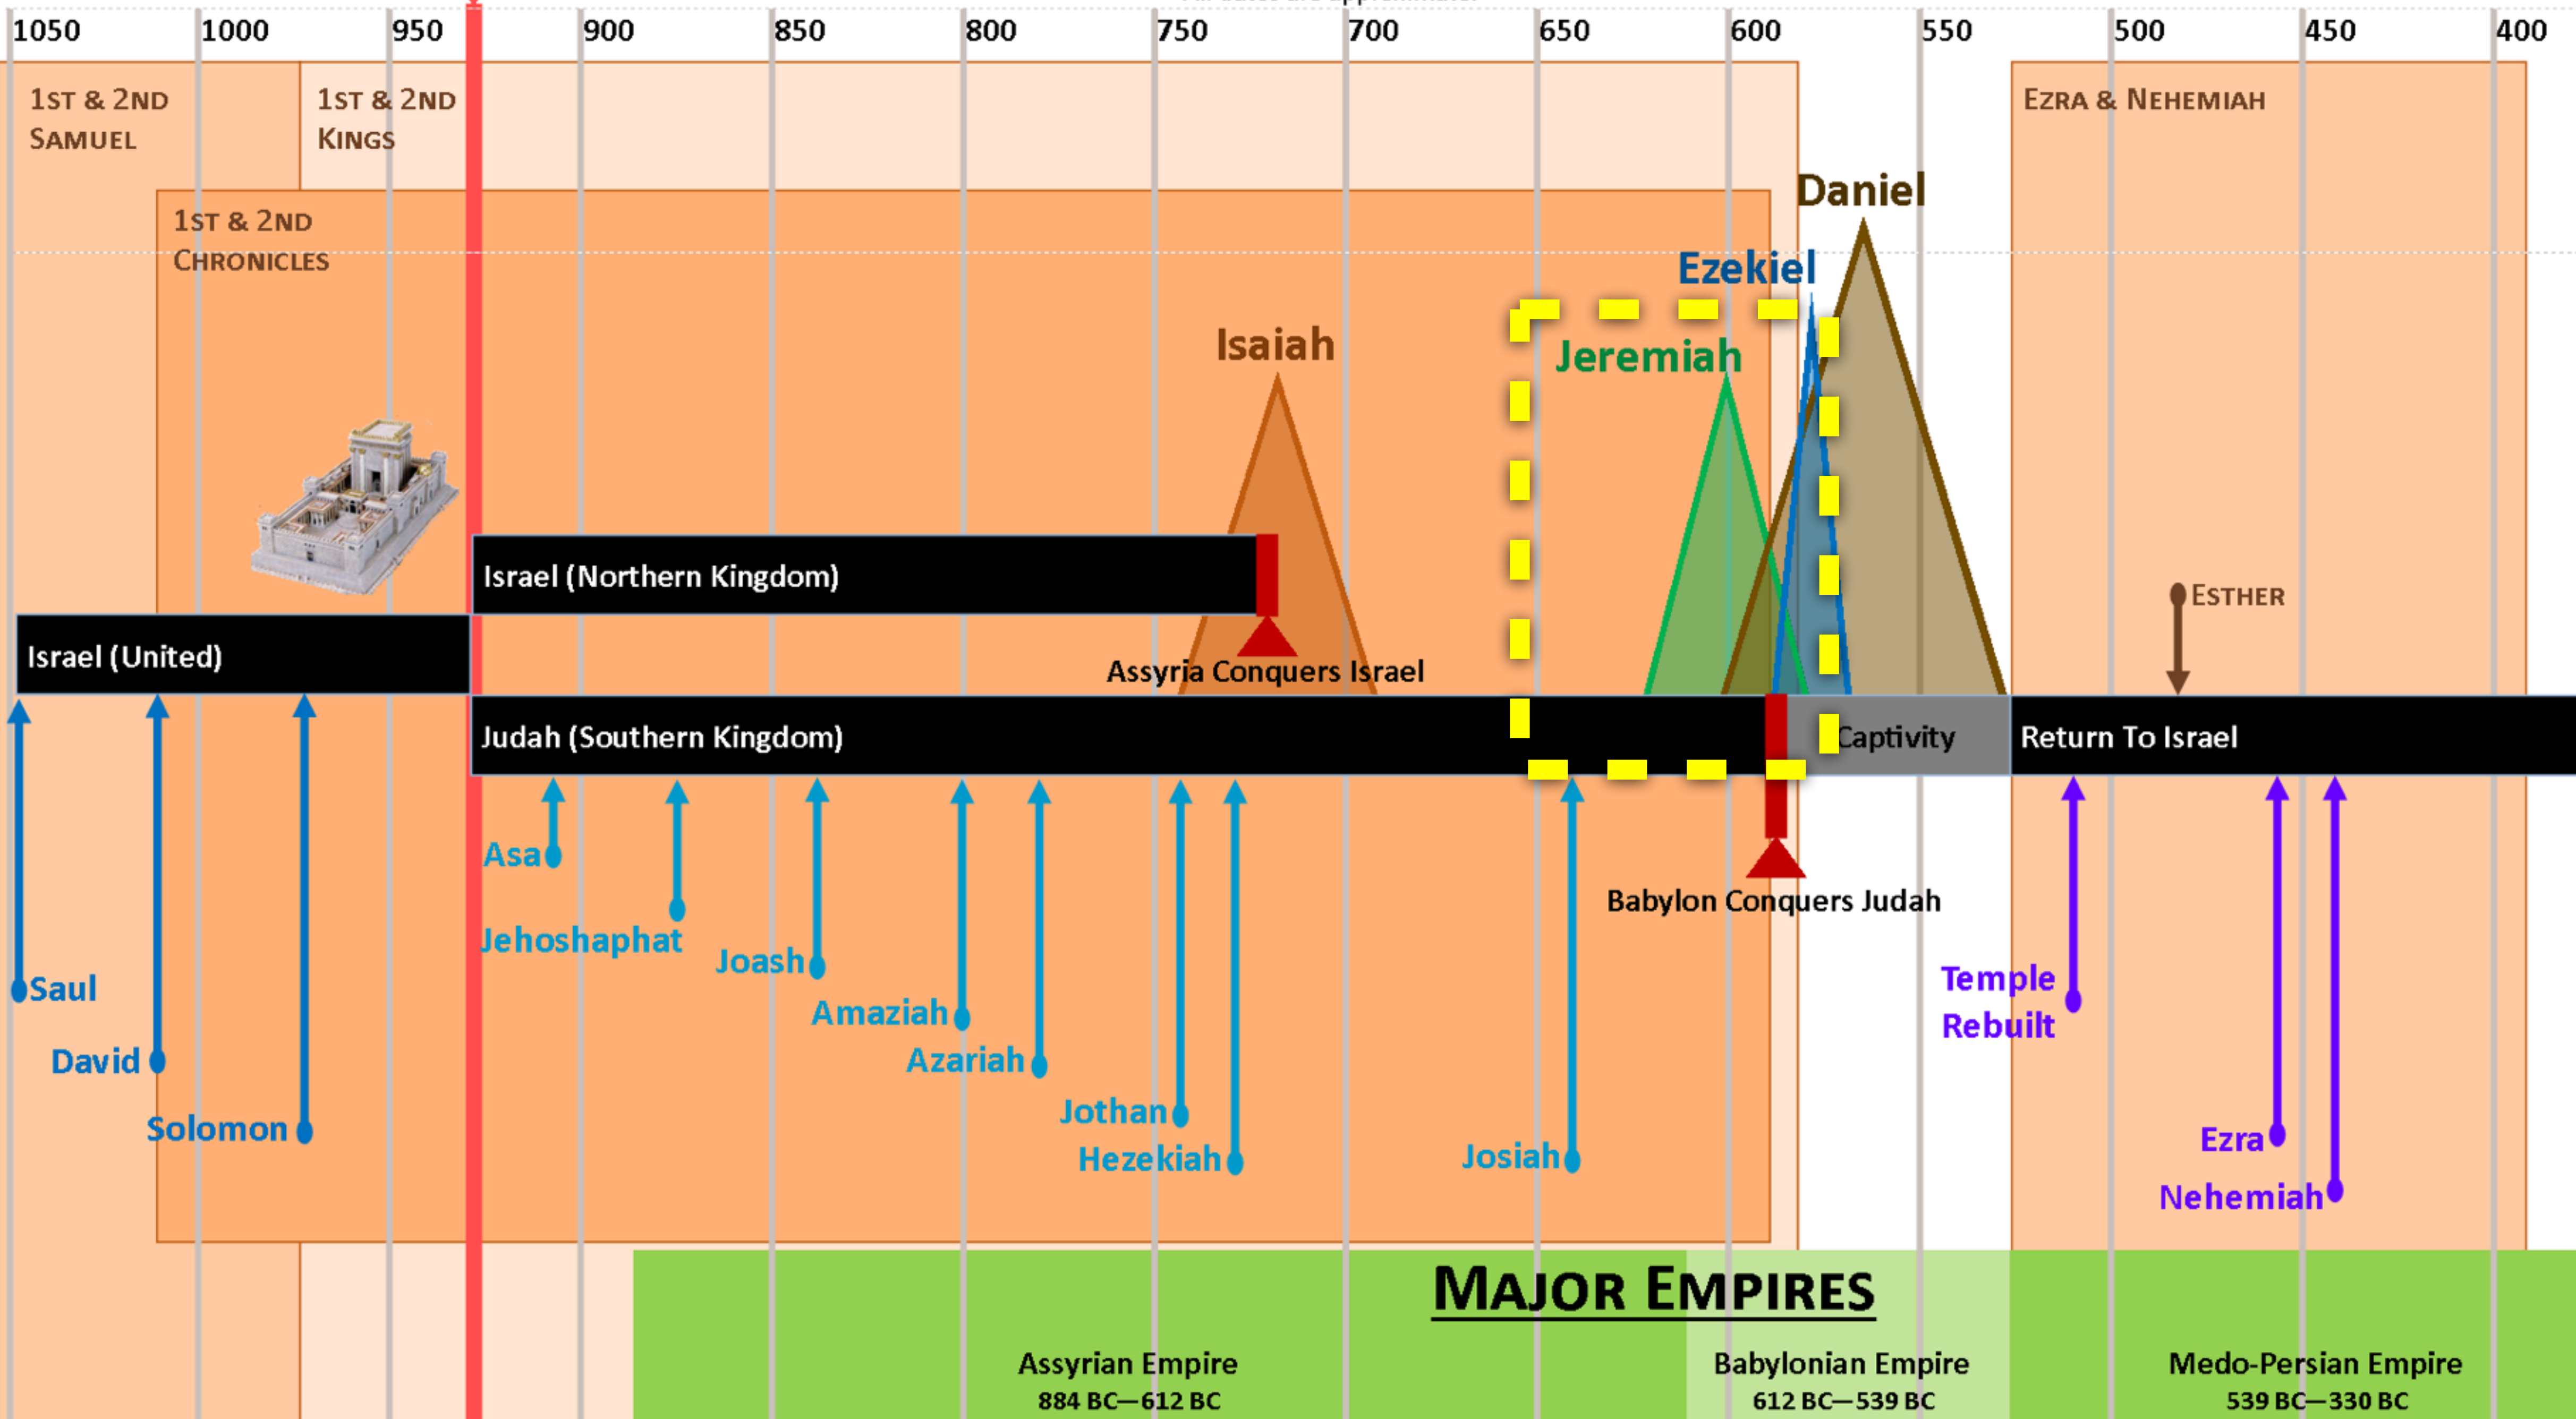 1050 1000 950 900 850 800 750 700 650 600 550 500 450 400
1ST & 2ND
SAMUEL
1ST & 2ND
KINGS
EZRA & NEHEMIAH
1ST & 2ND
CHRONICLES
Daniel
Ezekiel
Isaiah
Jeremiah
Israel (Northern Kingdom)
ESTHER
Israel (United)
Assyria Conquers Israel
Judah (Southern Kingdom)
Captivity
Return To Israel
Asa
Jehoshaphat
Joash
Amaziah
Azariah
Jothan
Hezekiah
Josiah
Babylon Conquers Judah
Saul
David
Solomon
Temple
Rebuilt
Ezra
Nehemiah
MAJOR EMPIRES
Assyrian Empire
884 BC—612 BC
Babylonian Empire
612 BC—539 BC
Medo-Persian Empire
539 BC—330 BC